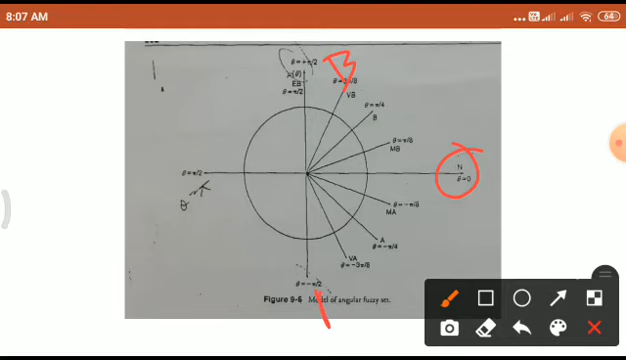 8:07 AM
64
θ=+π/2
B
X(θ)
EB
θ=π/2
θ=3π/8
VB
θ=π/4
B
θ=π/8
MB
θ=π/2
N
θ=0
θ
θ=-π/8
MA
A
θ=-π/4
VA
θ=-3π/8
θ=-π/2
Figure 9-6 Model of angular fuzzy set.